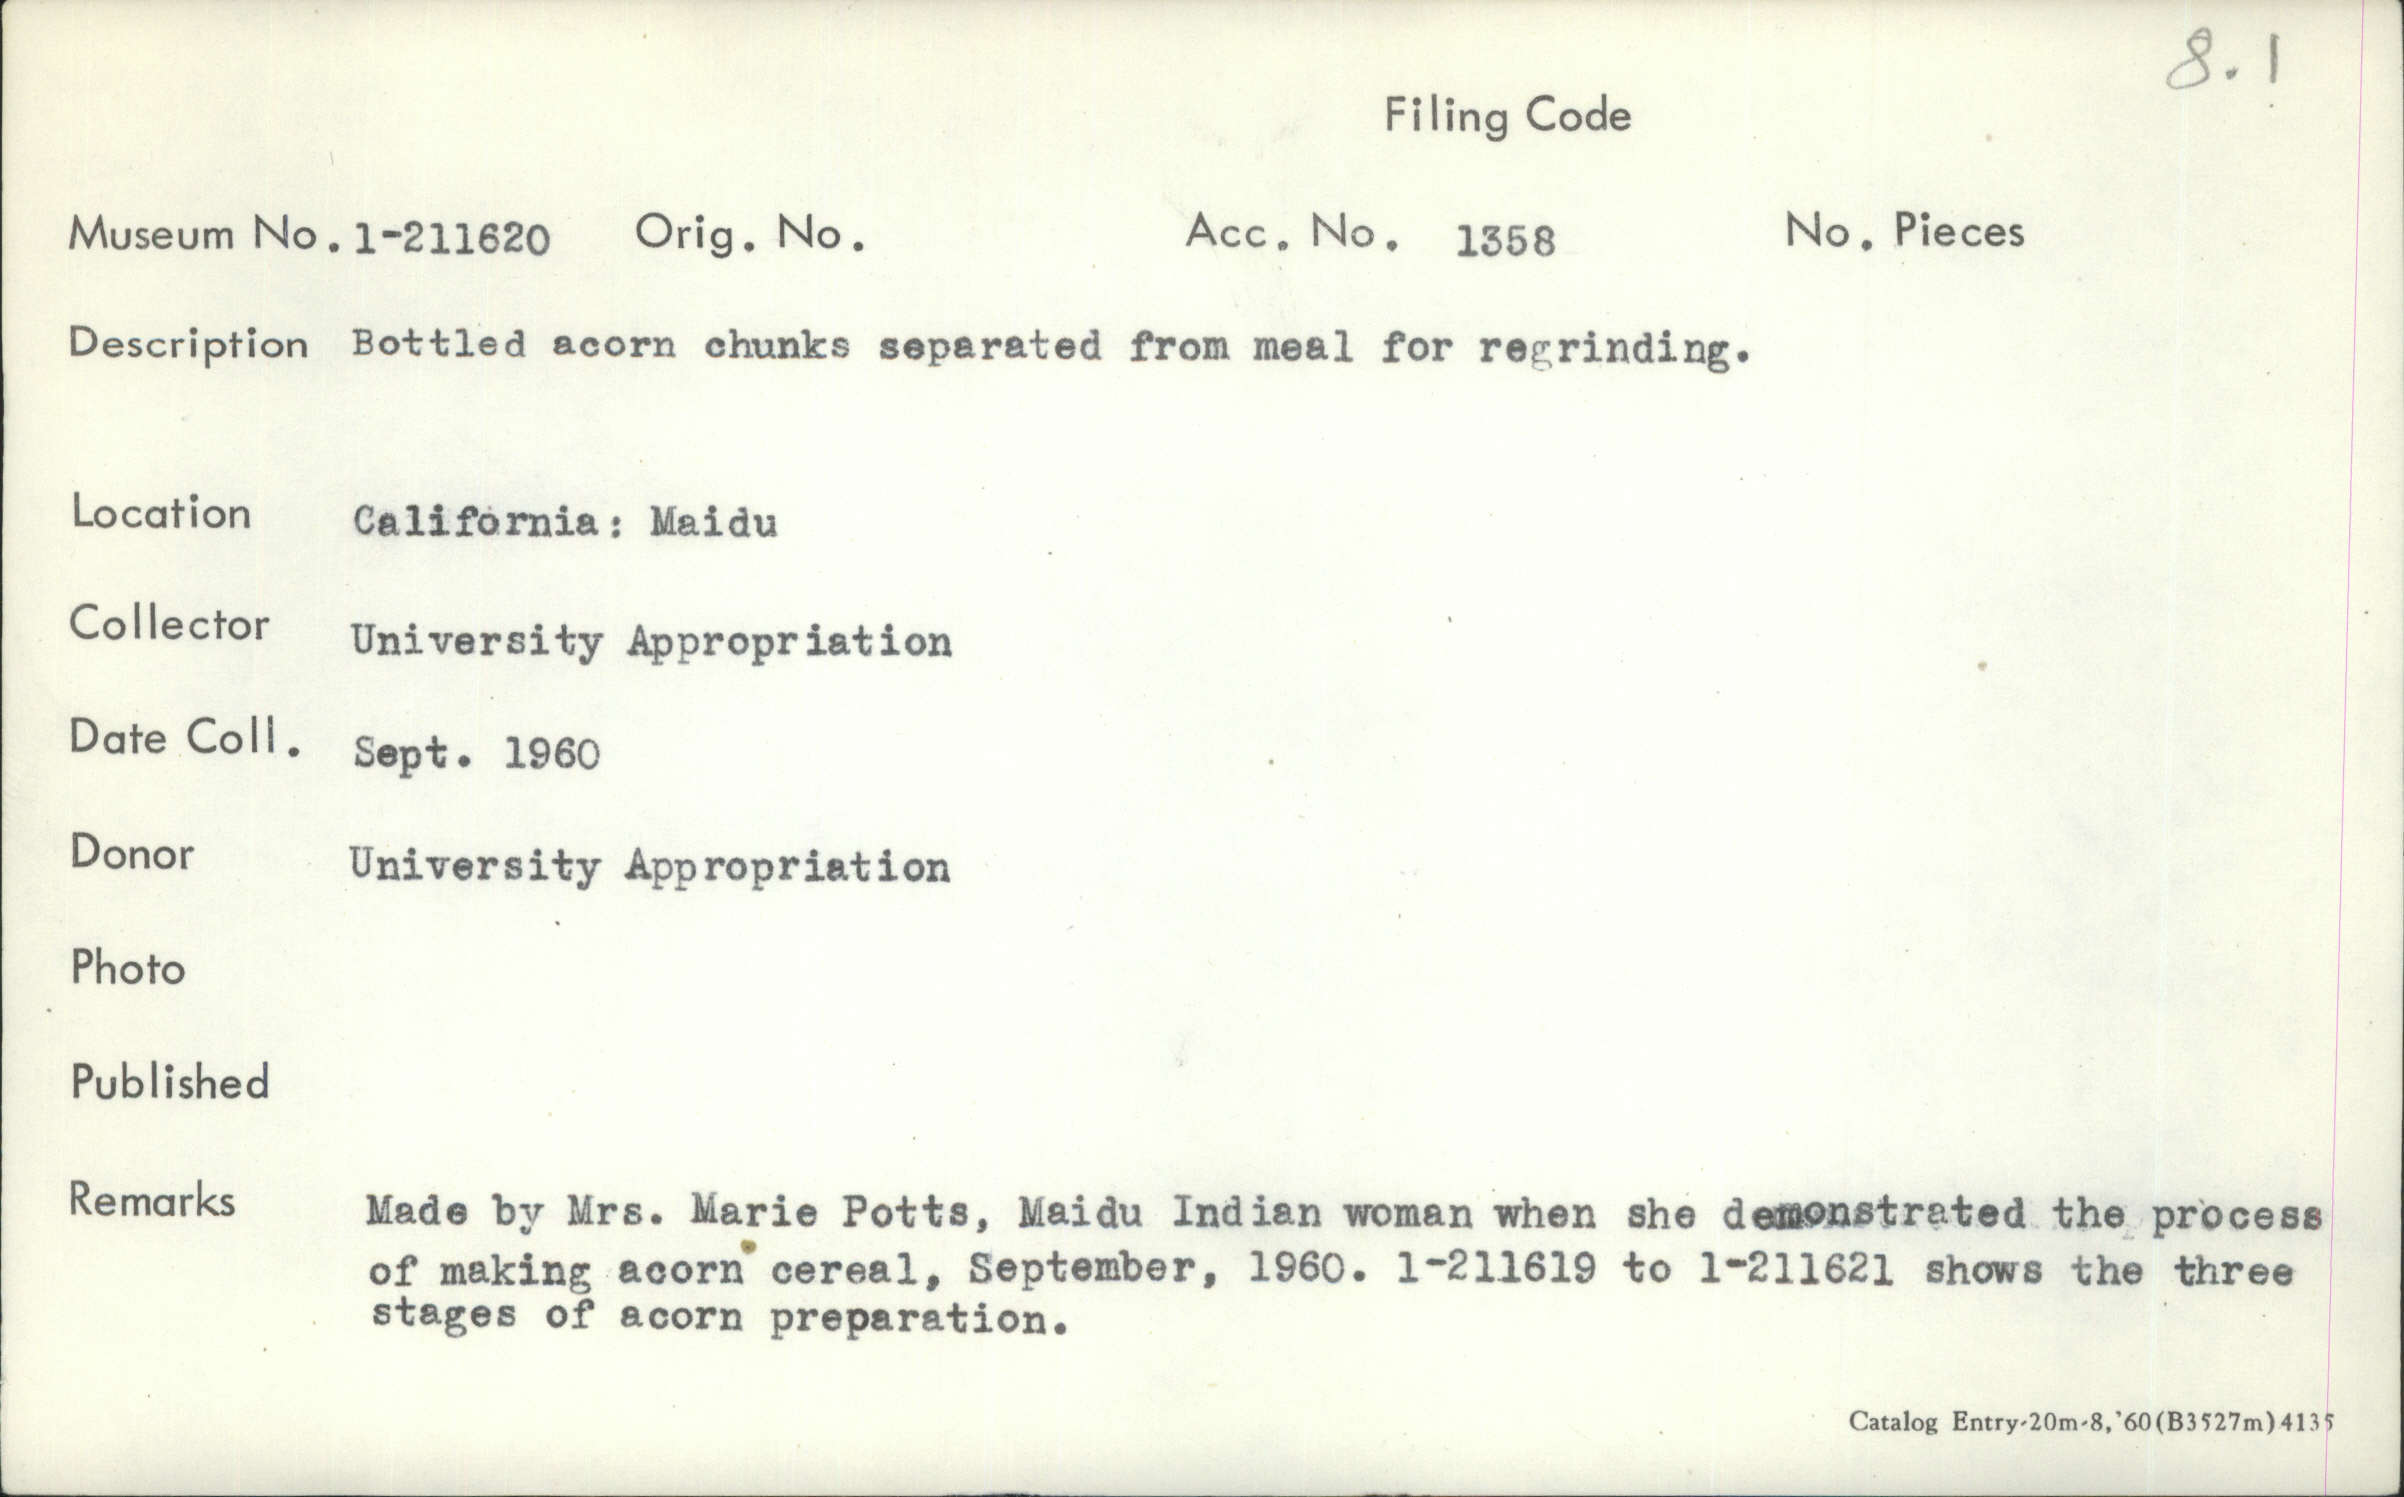 8.1
Filing Code
Museum No. 1-211620 Orig. No. Acc. No. 1358 No. Pieces
Description Bottled acorn chunks separated from meal for regrinding.
Location California: Maidu
Collector University Appropriation
Date Coll. Sept. 1960
Donor University Appropriation
Photo
Published
Remarks Made by Mrs. Marie Potts, Maidu Indian woman when she demonstrated the process
of making acorn cereal, September, 1960. 1-211619 to 1-211621 shows the three
stages of acorn preparation.
Catalog Entry-20m-8,'60(B3527m)4135